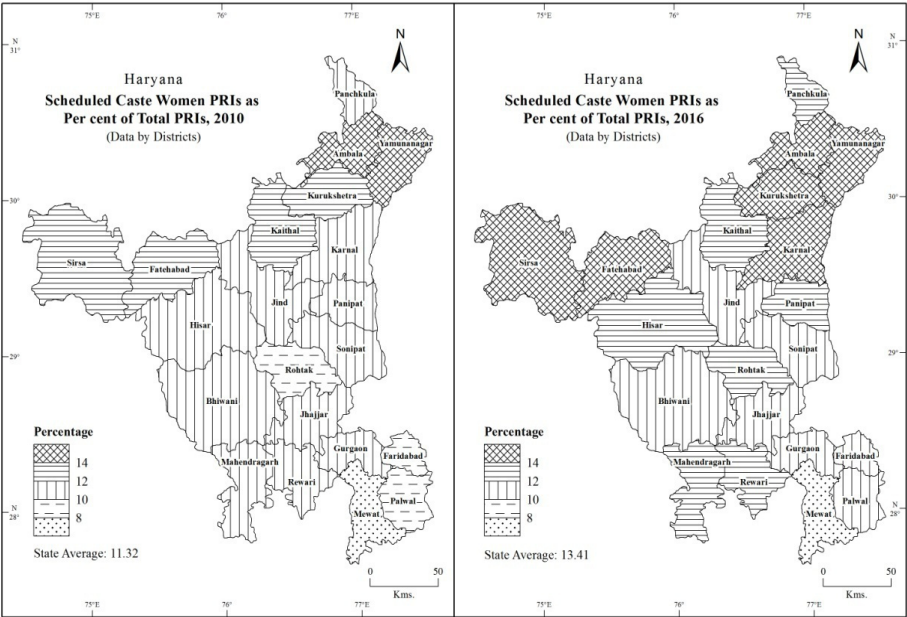 75°E 76°E 77°E
31°
N
Haryana
Scheduled Caste Women PRIs as
Per cent of Total PRIs, 2010
(Data by Districts)
Panchkula
Ambala
Yamunanagar
Kurukshetra
30°
Kaithal
Karnal
Sirsa
Fatehabad
Jind
Panipat
Hisar
Sonipat
29°
Rohtak
Bhiwani
Jhajjar
Percentage
14
12
10
8
Gurgaon
Faridabad
Mahendragarh
Rewari
Palwal
Mewat
N
28°
State Average: 11.32
0 50
Kms.
75°E 76°E 77°E
75°E 76°E 77°E
N
31°
N
Haryana
Scheduled Caste Women PRIs as
Per cent of Total PRIs, 2016
(Data by Districts)
Panchkula
Ambala
Yamunanagar
Kurukshetra
30°
Kaithal
Karnal
Sirsa
Fatehabad
Jind
Panipat
Hisar
Sonipat
29°
Rohtak
Bhiwani
Jhajjar
Percentage
14
12
10
8
Gurgaon
Faridabad
Mahendragarh
Rewari
Palwal
Mewat
N
28°
State Average: 13.41
0 50
Kms.
75°E 76°E 77°E